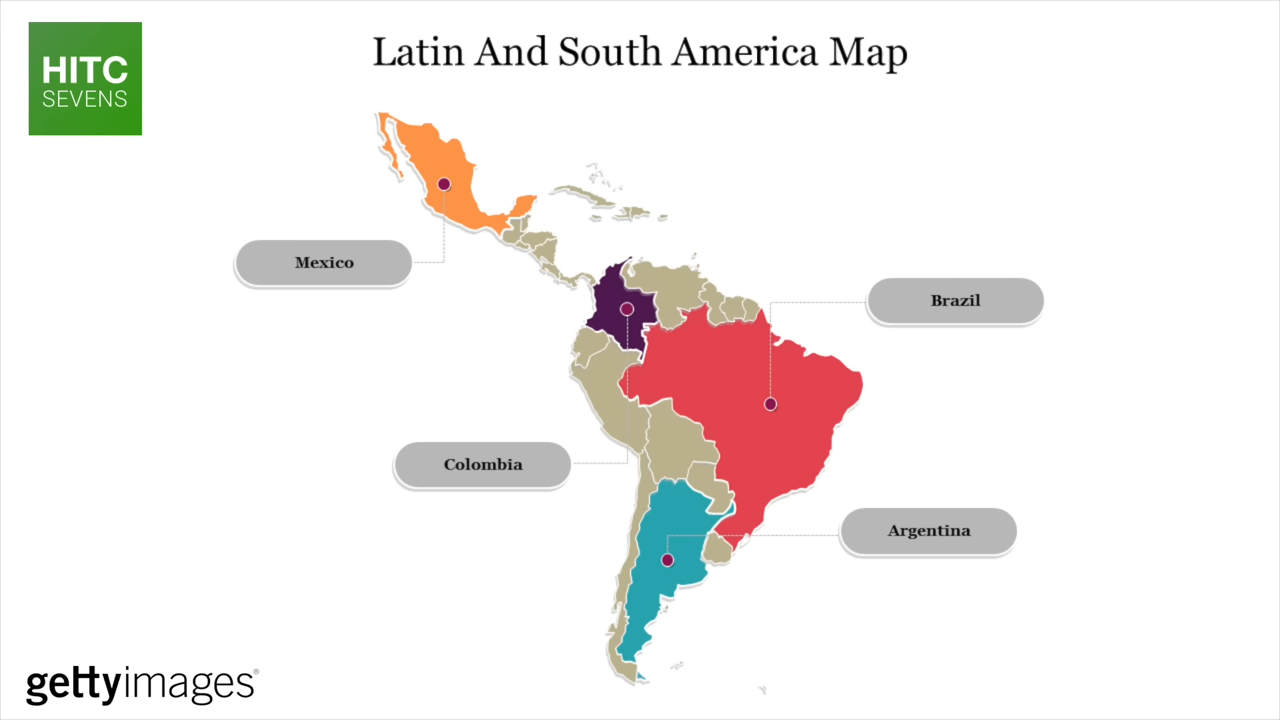 HITC
SEVENS
Latin And South America Map
Mexico
Brazil
Colombia
Argentina
gettyimages®